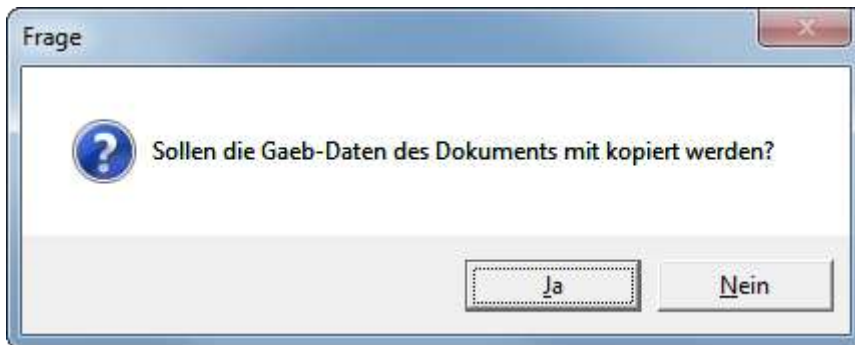 Frage
Sollen die Gaeb-Daten des Dokuments mit kopiert werden?
Ja
Nein